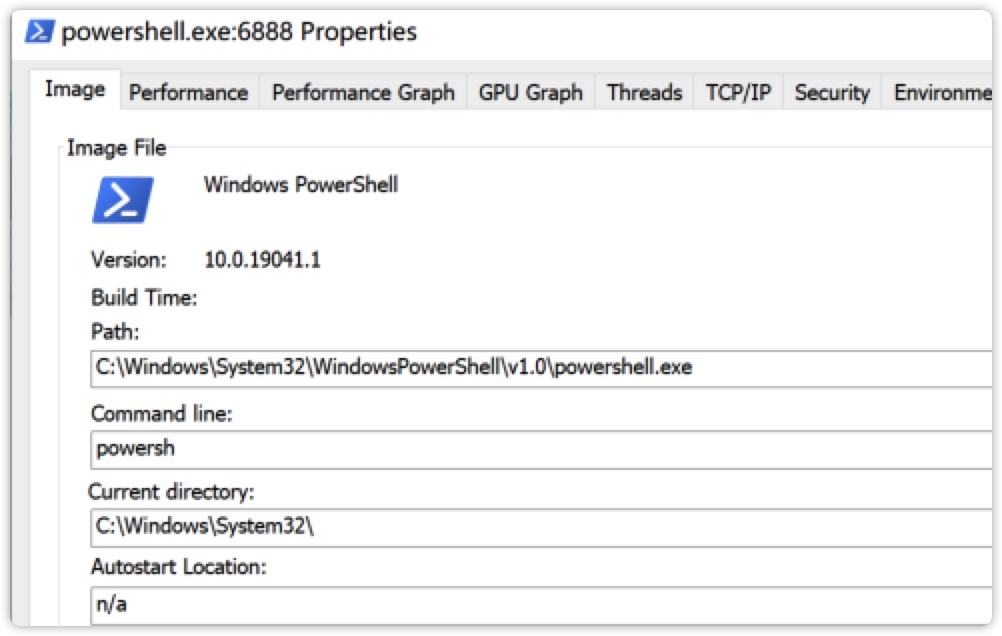 powershell.exe:6888 Properties
Image Performance Performance Graph GPU Graph Threads TCP/IP Security Environme
Image File
Windows PowerShell
Version: 10.0.19041.1
Build Time:
Path:
C:\Windows\System32\WindowsPowerShell\v1.0\powershell.exe
Command line:
powersh
Current directory:
C:\Windows\System32\
Autostart Location:
n/a